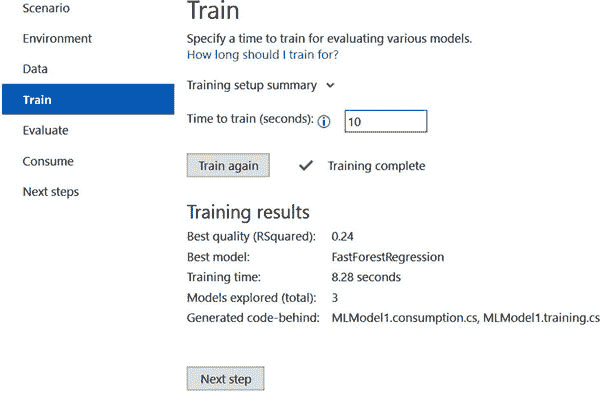 Scenario
Environment
Data
Train
Evaluate
Consume
Next steps
Train
Specify a time to train for evaluating various models.
How long should I train for?
Training setup summary
Time to train (seconds): 10
Train again
Training complete
Training results
Best quality (RSquared): 0.24
Best model: FastForestRegression
Training time: 8.28 seconds
Models explored (total): 3
Generated code-behind: MLModel1.consumption.cs, MLModel1.training.cs
Next step